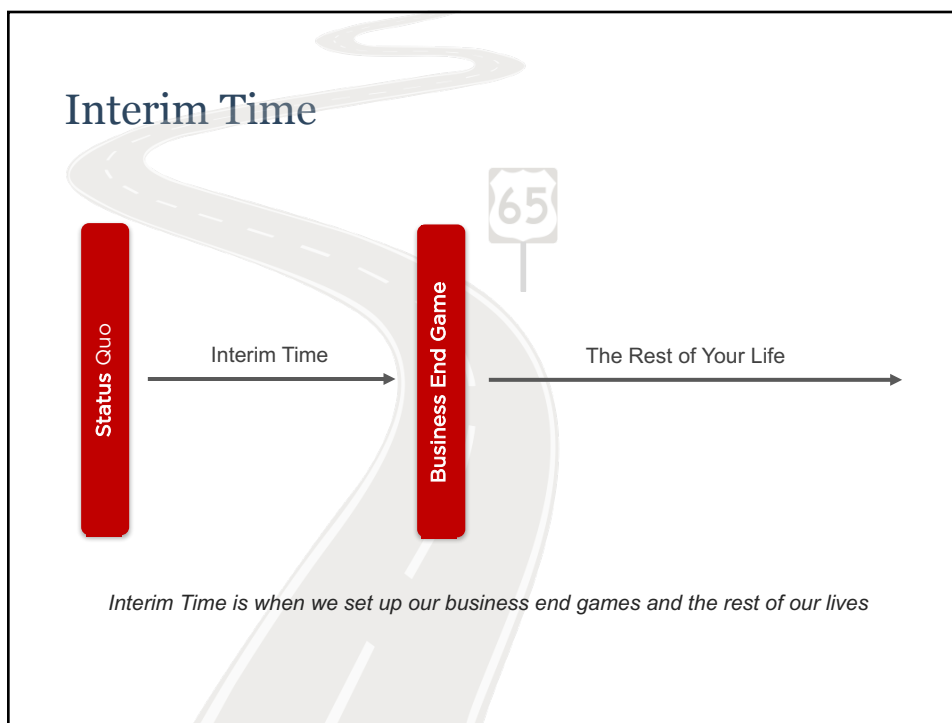 Interim Time
65
Status Quo
Interim Time
Business End Game
The Rest of Your Life
Interim Time is when we set up our business end games and the rest of our lives